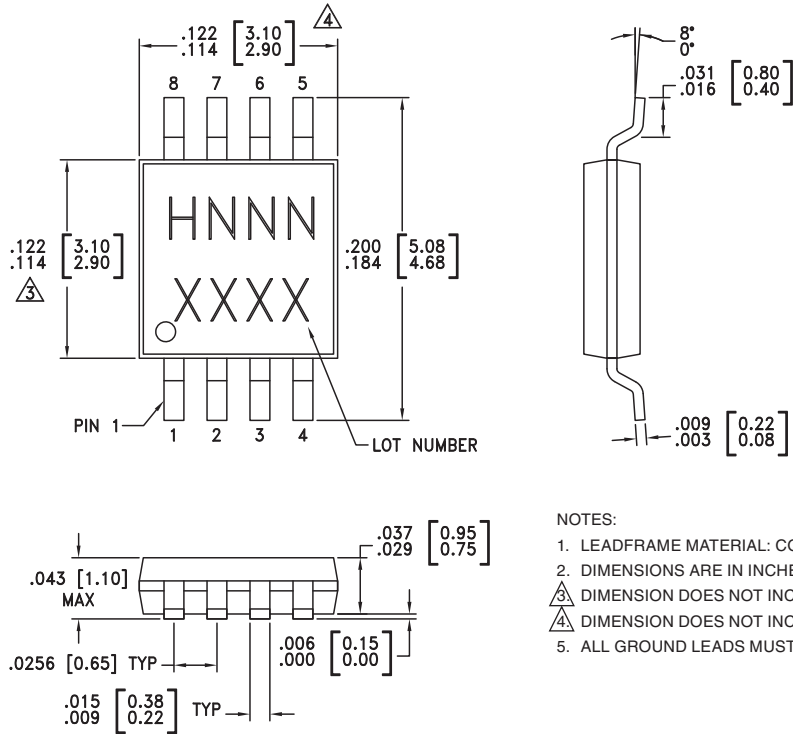 .122 [3.10]
.114 [2.90]
4
8 7 6 5
HNNN
XXXX
.122 [3.10]
.114 [2.90]
3
.200 [5.08]
.184 [4.68]
PIN 1
1 2 3 4
LOT NUMBER
8°
0°
.031 [0.80]
.016 [0.40]
.009 [0.22]
.003 [0.08]
.037 [0.95]
.029 [0.75]
.043 [1.10]
MAX
.0256 [0.65] TYP
.006 [0.15]
.000 [0.00]
.015 [0.38]
.009 [0.22]
TYP
NOTES:
1. LEADFRAME MATERIAL:
2. DIMENSIONS ARE IN
3. DIMENSION DOES NOT
4. DIMENSION DOES NOT
5. ALL GROUND LEADS MUST